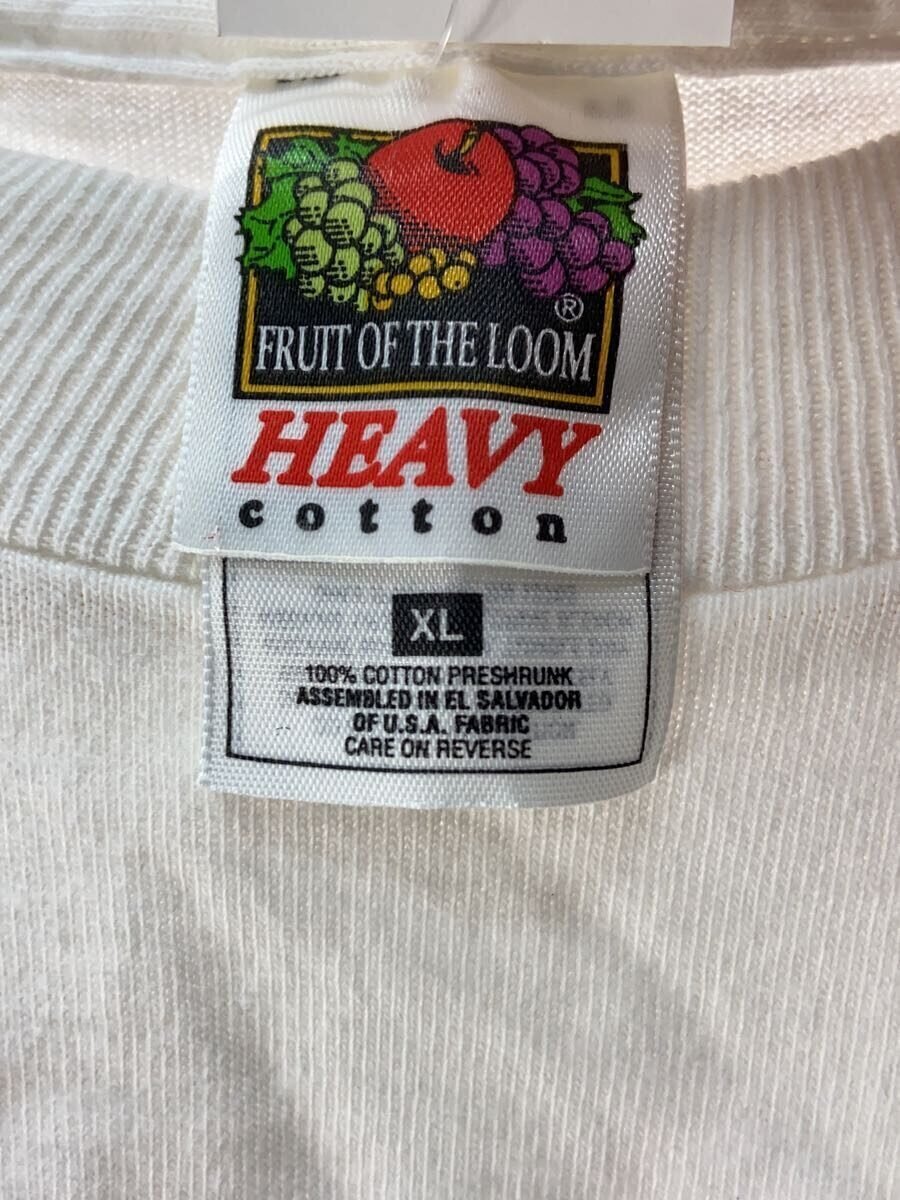 ®
FRUIT OF THE LOOM
HEAVY
cotton
XL
100% COTTON PRESHRUNK
ASSEMBLED IN EL SALVADOR
OF U.S.A. FABRIC
CARE ON REVERSE